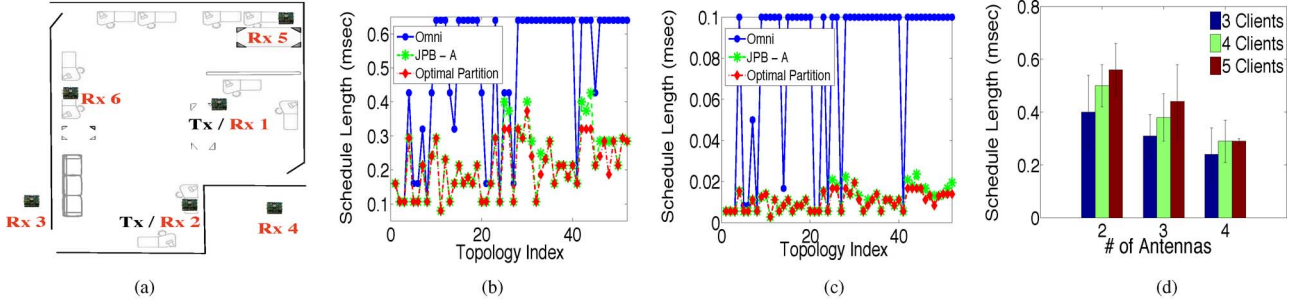 Rx 5
Rx 6
Tx / Rx 1
Rx 3
Tx / Rx 2
Rx 4
(a)
Schedule Length (msec)
0.6
0.5
0.4
0.3
0.2
0.1
Omni
JPB – A
Optimal Partition
0
20
40
Topology Index
(b)
Schedule Length (msec)
0.1
0.08
0.06
0.04
0.02
0
Omni
JPB – A
Optimal Partition
0
20
40
Topology Index
(c)
Schedule Length (msec)
0.8
0.6
0.4
0.2
0
3 Clients
4 Clients
5 Clients
2
3
4
# of Antennas
(d)